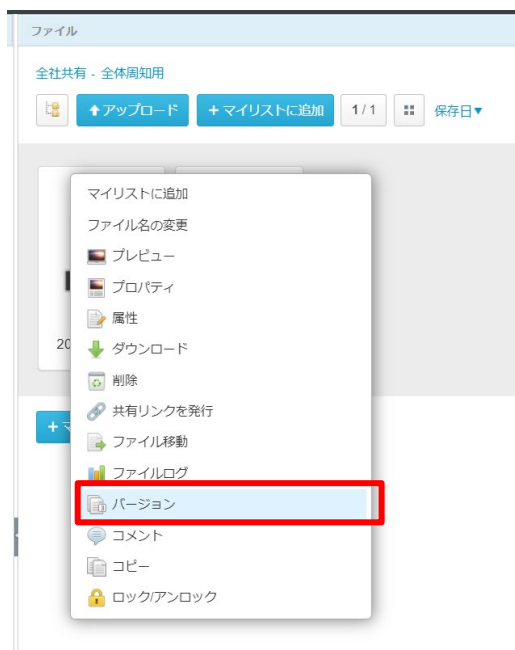 ファイル
全社共有 - 全体周知用
アップロード +マイリストに追加 1 / 1 保存日▼
マイリストに追加
ファイル名の変更
プレビュー
プロパティ
属性
20
ダウンロード
削除
共有リンクを発行
ファイル移動
+マ
ファイルログ
バージョン
コメント
コピー
ロック/アンロック